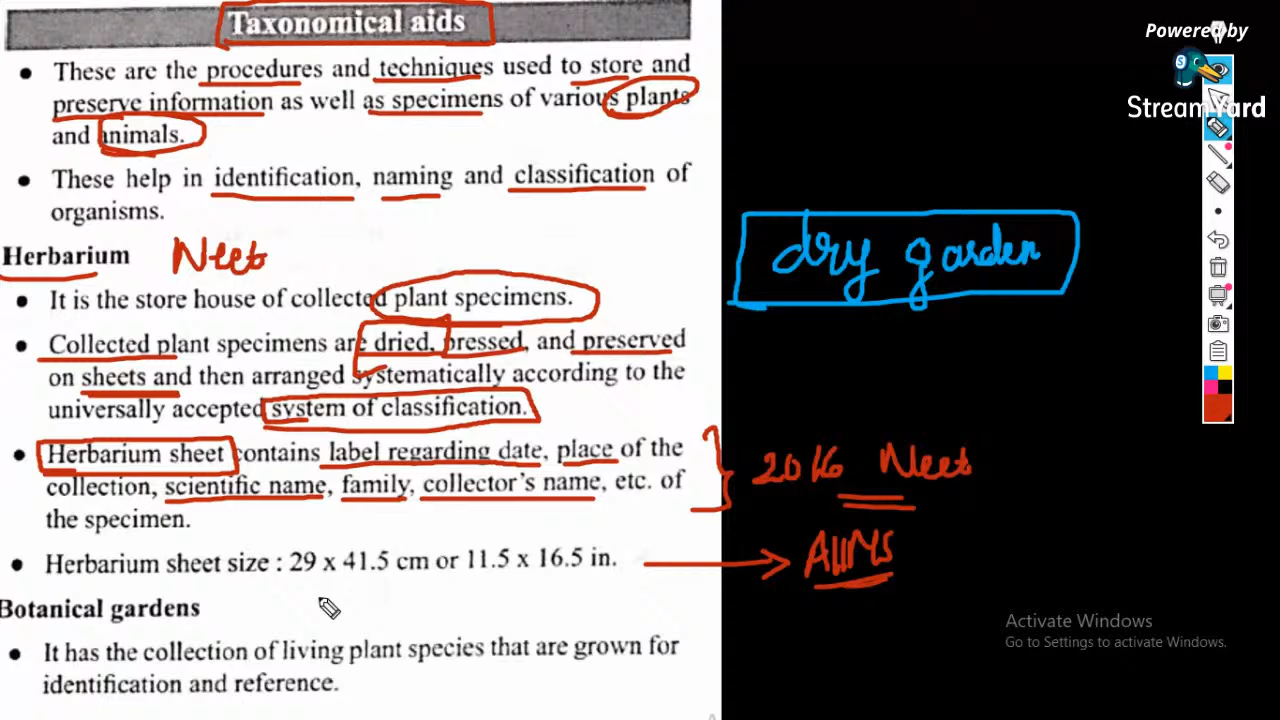 Taxonomical aids
• These are the procedures and techniques used to store and
preserve information as well as specimens of various plants
and animals.
• These help in identification, naming and classification of
organisms.
Herbarium Neet
• It is the store house of collected plant specimens.
• Collected plant specimens are dried, pressed, and preserved
on sheets and then arranged systematically according to the
universally accepted system of classification.
• Herbarium sheet contains label regarding date, place of the
collection, scientific name, family, collector's name, etc. of
the specimen.
• Herbarium sheet size : 29 x 41.5 cm or 11.5 x 16.5 in.
Botanical gardens
• It has the collection of living plant species that are grown for
identification and reference.
dry garden
2016 Neet
AIIMS
Powered by
StreamYard
Activate Windows
Go to Settings to activate Windows.